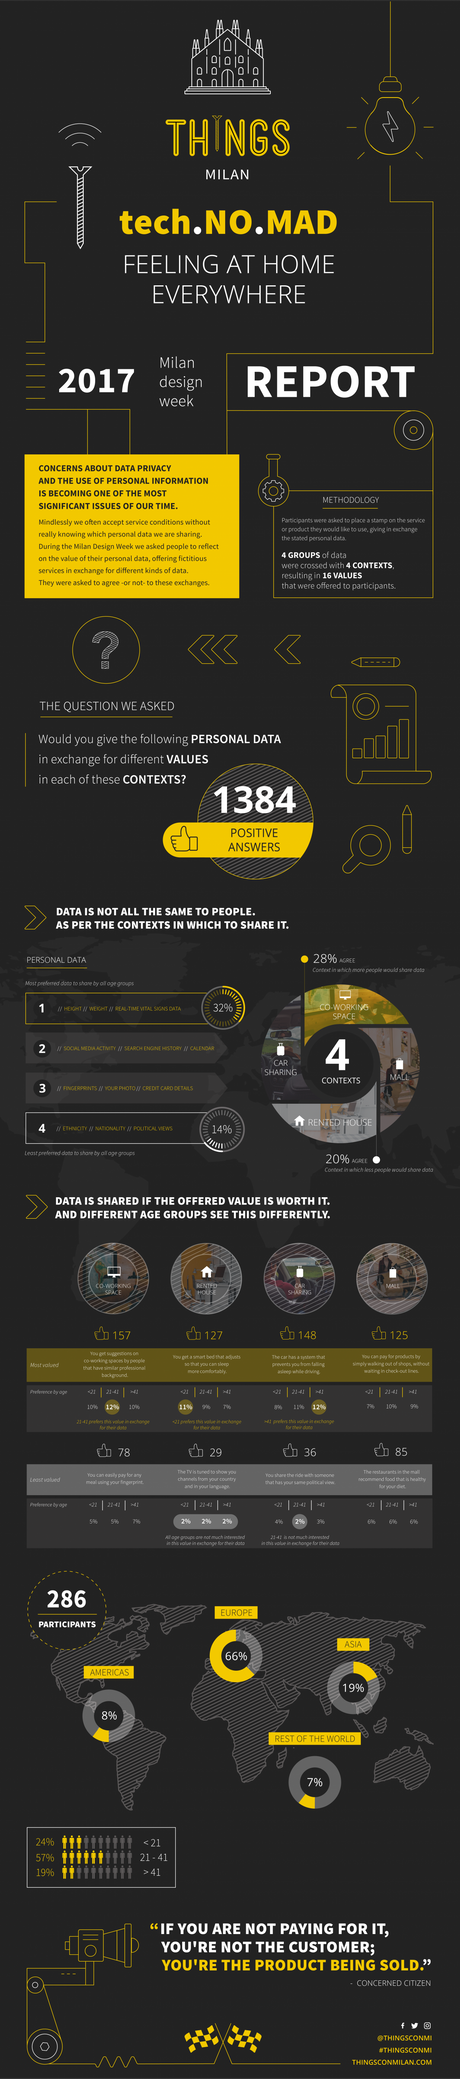 THINGS
MILAN
tech.NO.MAD
FEELING AT HOME
EVERYWHERE
2017
Milan
design
week
REPORT
CONCERNS ABOUT DATA PRIVACY
AND THE USE OF PERSONAL INFORMATION
IS BECOMING ONE OF THE MOST
SIGNIFICANT ISSUES OF OUR TIME.
Mindlessly we often accept service conditions without
really knowing which personal data we are sharing.
During the Milan Design Week we asked people to reflect
on the value of their personal data, offering fictitious
services in exchange for different kinds of data.
They were asked to agree -or not- to these exchanges.
METHODOLOGY
Participants were asked to place a stamp on the service
or product they would like to use, giving in exchange
the stated personal data.
4 GROUPS of data
were crossed with 4 CONTEXTS,
resulting in 16 VALUES
that were offered to participants.
?
THE QUESTION WE ASKED
Would you give the following PERSONAL DATA
in exchange for different VALUES
in each of these CONTEXTS?
1384
POSITIVE
ANSWERS
DATA IS NOT ALL THE SAME TO PEOPLE.
AS PER THE CONTEXTS IN WHICH TO SHARE IT.
PERSONAL DATA
Most preferred data to share by all age groups
1 // HEIGHT // WEIGHT // REAL-TIME VITAL SIGNS DATA 32%
2 // SOCIAL MEDIA ACTIVITY // SEARCH ENGINE HISTORY // CALENDAR
3 // FINGERPRINTS // YOUR PHOTO // CREDIT CARD DETAILS
4 // ETHNICITY // NATIONALITY // POLITICAL VIEWS 14%
Least preferred data to share by all age groups
28% AGREE
Context in which more people would share data
CO-WORKING
SPACE
CAR
SHARING
4
CONTEXTS
MALL
RENTED HOUSE
20% AGREE
Context in which less people would share data
DATA IS SHARED IF THE OFFERED VALUE IS WORTH IT.
AND DIFFERENT AGE GROUPS SEE THIS DIFFERENTLY.
CO-WORKING
SPACE
RENTED
HOUSE
CAR
SHARING
MALL
157 127 148 125
Most valued
You get suggestions on
co-working spaces by people
that have similar professional
background.
You get a smart bed that adjusts
so that you can sleep
more comfortably.
The car has a system that
prevents you from falling
asleep while driving.
You can pay for products by
simply walking out of shops, without
waiting in check-out lines.
Preference by age
<21 21-41 >41 <21 21-41 >41 <21 21-41 >41 <21 21-41 >41
10% 12% 10% 11% 9% 7% 8% 11% 12% 7% 10% 9%
21-41 prefers this value in exchange
for their data
<21 prefers this value in exchange
for their data
>41 prefers this value in exchange
for their data
78 29 36 85
Least valued
You can easily pay for any
meal using your fingerprint.
The TV is tuned to show you
channels from your country
and in your language.
You share the ride with someone
that has your same political view.
The restaurants in the mall
recommend food that is healthy
for your diet.
Preference by age
<21 21-41 >41 <21 21-41 >41 <21 21-41 >41 <21 21-41 >41
5% 5% 7% 2% 2% 2% 4% 2% 3% 6% 6% 6%
All age groups are not much interested
in this value in exchange for their data
21-41 is not much interested
in this value in exchange for their data
286
PARTICIPANTS
EUROPE
66%
ASIA
19%
AMERICAS
8%
REST OF THE WORLD
7%
24% < 21
57% 21 - 41
19% > 41
“IF YOU ARE NOT PAYING FOR IT,
YOU'RE NOT THE CUSTOMER;
YOU'RE THE PRODUCT BEING SOLD.”
- CONCERNED CITIZEN
@THINGSCONMI
#THINGSCONMI
THINGSCONMILAN.COM